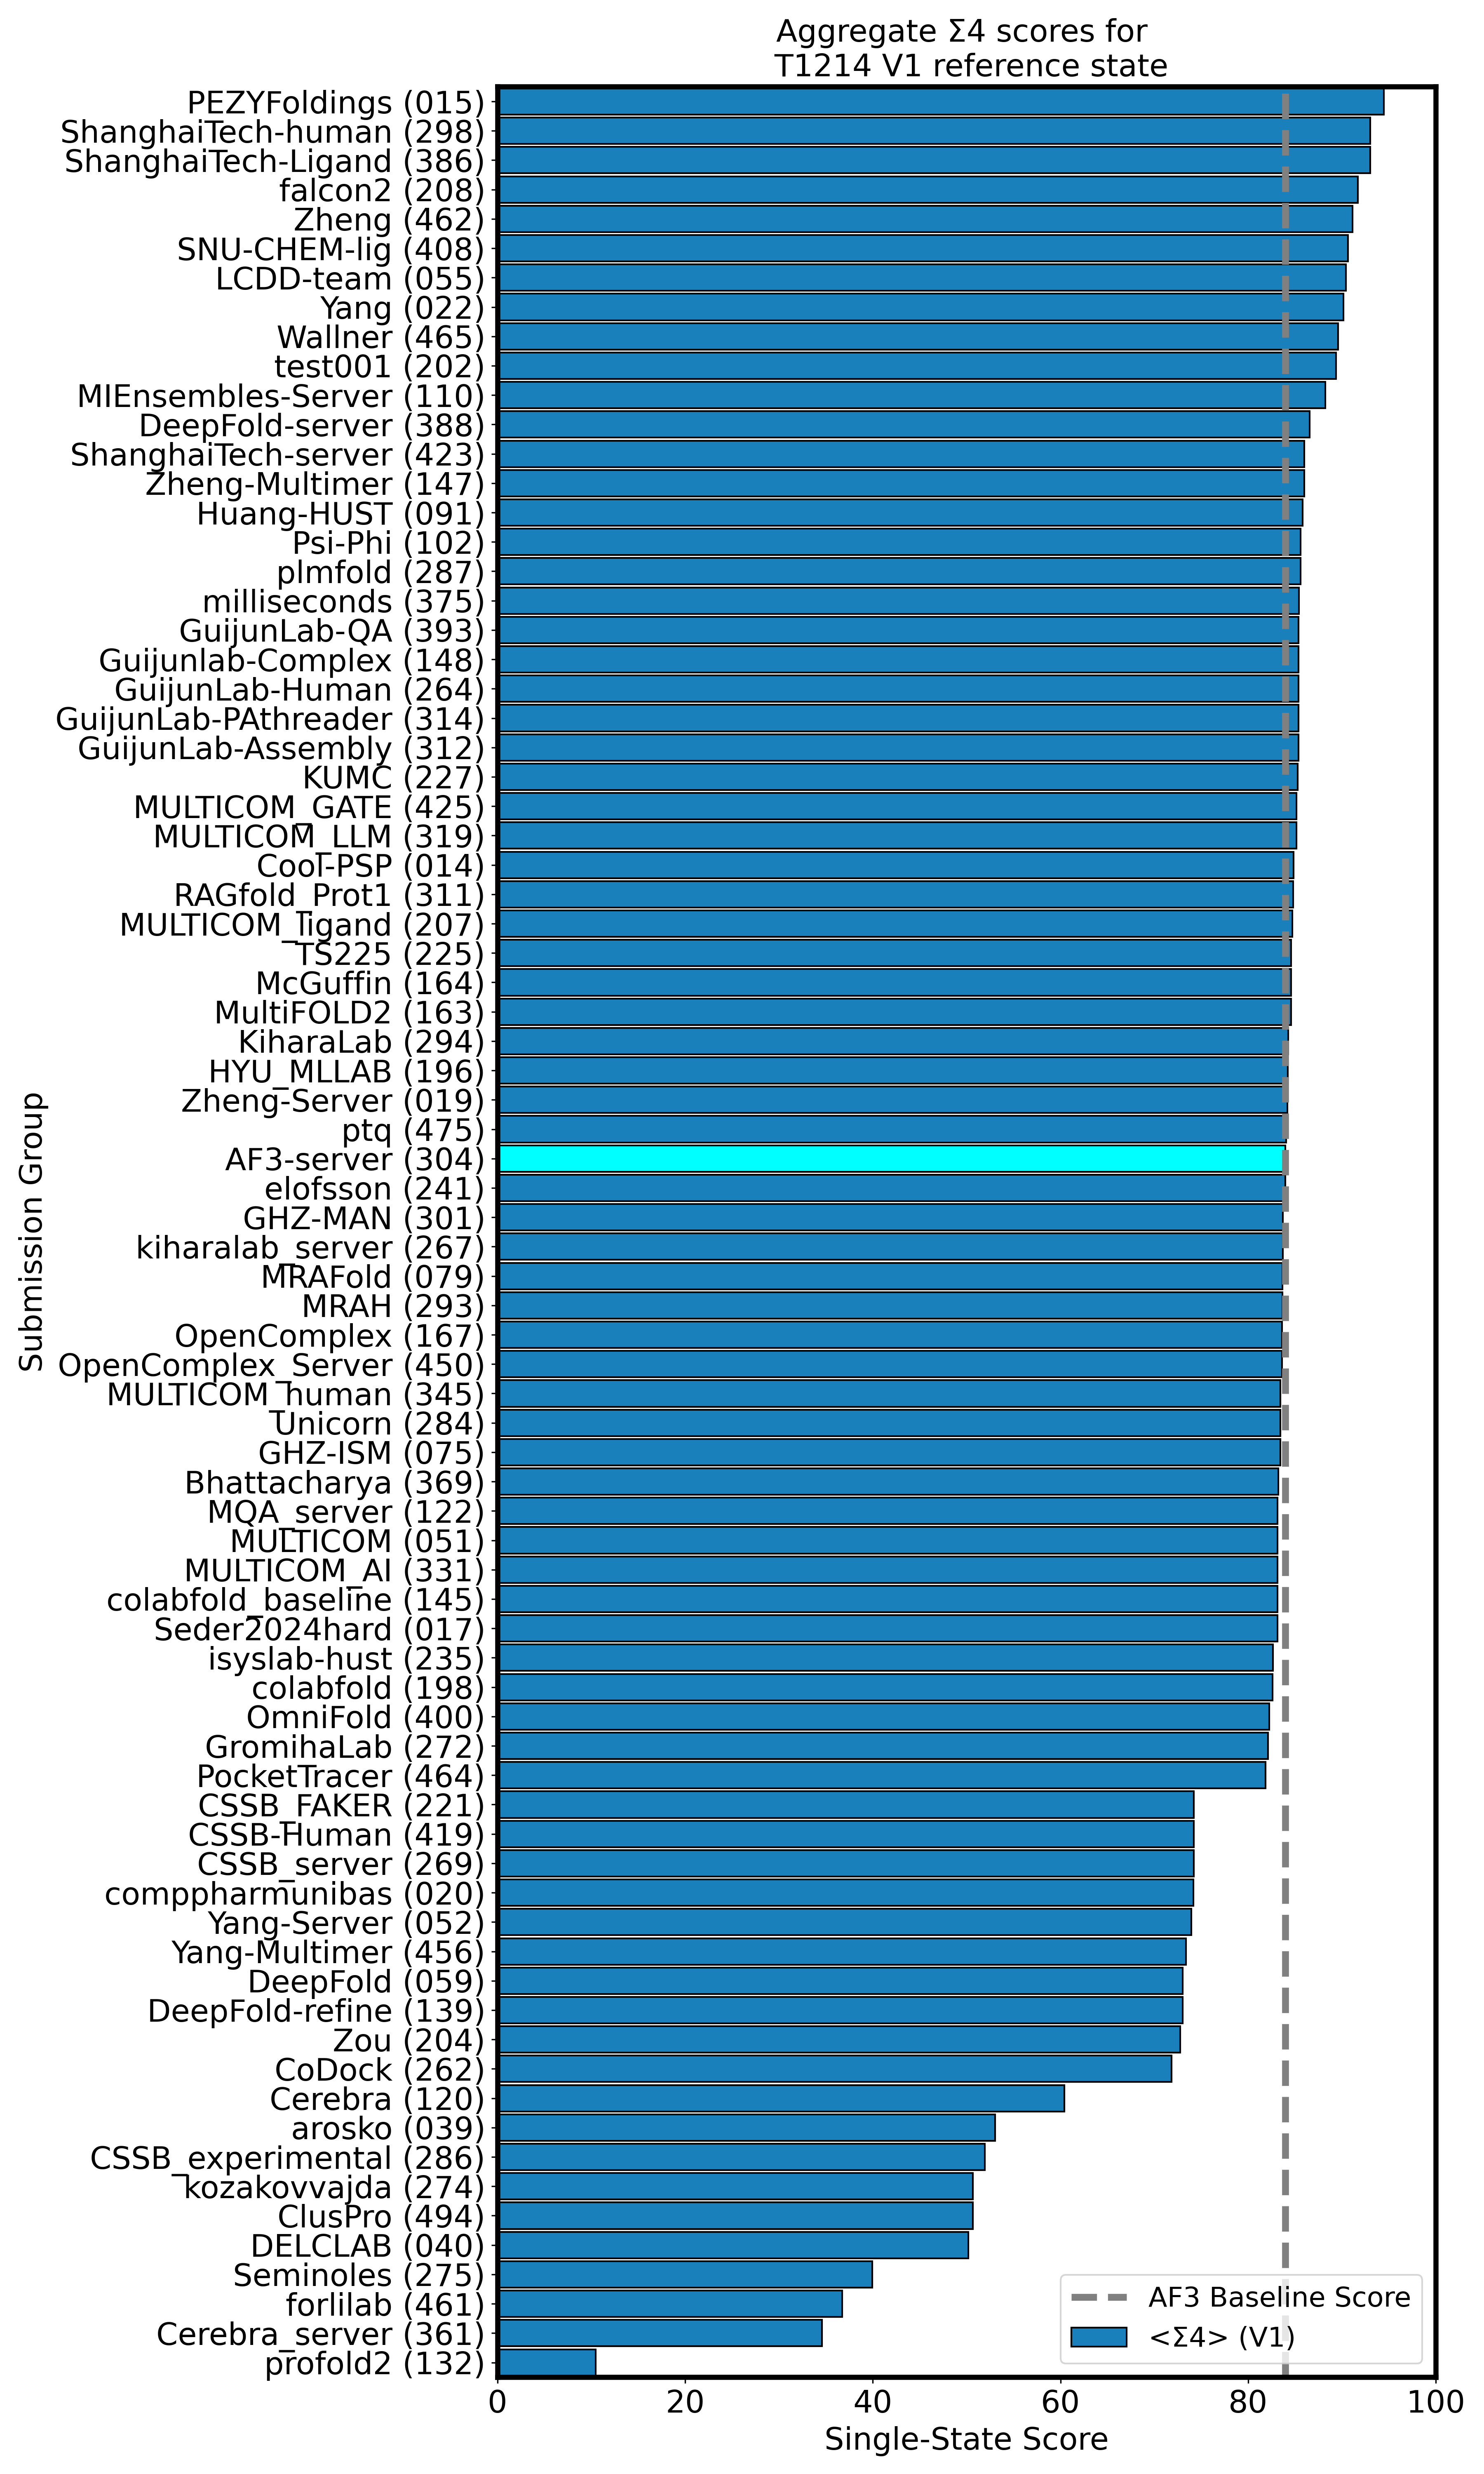 Aggregate Σ4 scores for
T1214 V1 reference state
PEZYFoldings (015)
ShanghaiTech-human (298)
ShanghaiTech-Ligand (386)
falcon2 (208)
Zheng (462)
SNU-CHEM-lig (408)
LCDD-team (055)
Yang (022)
Wallner (465)
test001 (202)
MIEnsembles-Server (110)
DeepFold-server (388)
ShanghaiTech-server (423)
Zheng-Multimer (147)
Huang-HUST (091)
Psi-Phi (102)
plmfold (287)
milliseconds (375)
GuijunLab-QA (393)
Guijunlab-Complex (148)
GuijunLab-Human (264)
GuijunLab-PAthreader (314)
GuijunLab-Assembly (312)
KUMC (227)
MULTICOM_GATE (425)
MULTICOM_LLM (319)
Cool-PSP (014)
RAGfold_Prot1 (311)
MULTICOM_ligand (207)
TS225 (225)
McGuffin (164)
MultiFOLD2 (163)
KiharaLab (294)
HYU_MLLAB (196)
Zheng-Server (019)
ptq (475)
AF3-server (304)
elofsson (241)
GHZ-MAN (301)
kiharalab_server (267)
MRAFold (079)
MRAH (293)
OpenComplex (167)
OpenComplex_Server (450)
MULTICOM_human (345)
Unicorn (284)
GHZ-ISM (075)
Bhattacharya (369)
MQA_server (122)
MULTICOM (051)
MULTICOM_AI (331)
colabfold_baseline (145)
Seder2024hard (017)
isyslab-hust (235)
colabfold (198)
OmniFold (400)
GromihaLab (272)
PocketTracer (464)
CSSB_FAKER (221)
CSSB-Human (419)
CSSB_server (269)
comppharmunibas (020)
Yang-Server (052)
Yang-Multimer (456)
DeepFold (059)
DeepFold-refine (139)
Zou (204)
CoDock (262)
Cerebra (120)
arosko (039)
CSSB_experimental (286)
kozakovvajda (274)
ClusPro (494)
DELCLAB (040)
Seminoles (275)
forlilab (461)
Cerebra_server (361)
profold2 (132)
Submission Group
AF3 Baseline Score
<Σ4> (V1)
0 20 40 60 80 100
Single-State Score